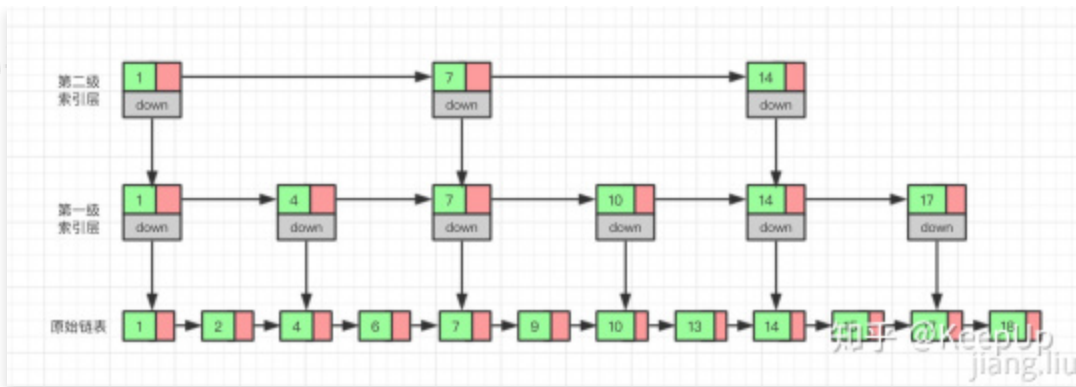 第二级
索引层
1 7 14
down down down
第一级
索引层
1 4 7 10 14 17
down down down down down down
原始链表
1 2 4 6 7 9 10 13 14
知乎 @KeepUp
jiang.liu